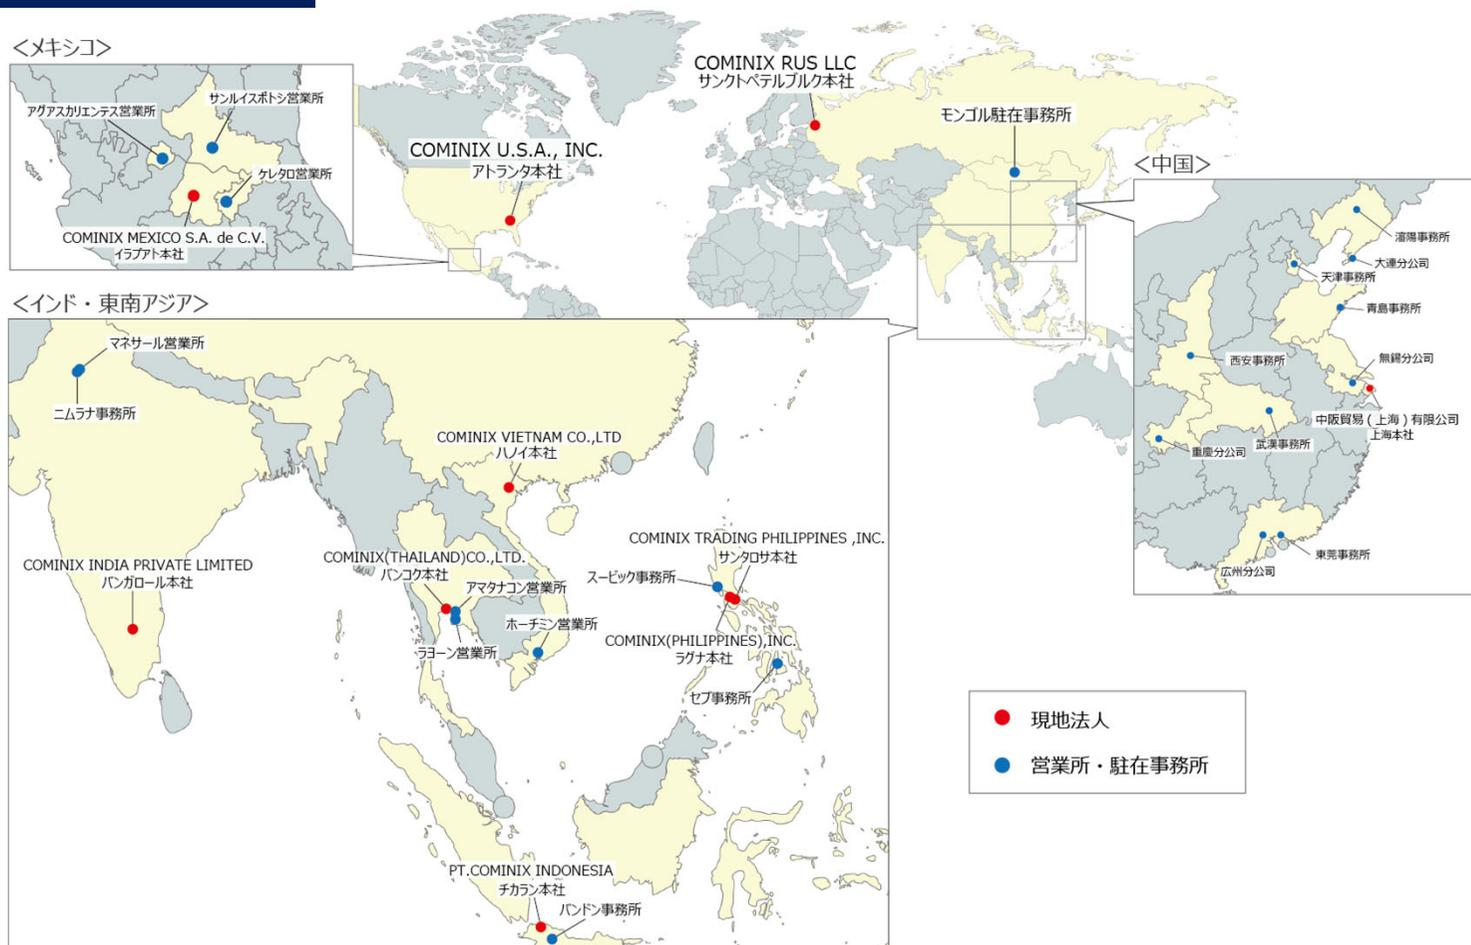 <メキシコ>
アグアスカリエンテス営業所
サンルイスポトシ営業所
ケレタロ営業所
COMINIX MEXICO S.A. de C.V.
イラプアト本社
COMINIX U.S.A., INC.
アトランタ本社
COMINIX RUS LLC
サンクトペテルブルク本社
モンゴル駐在事務所
<中国>
瀋陽事務所
大連分公司
天津事務所
青島事務所
西安事務所
無錫分公司
中阪貿易(上海)有限公司
上海本社
武漢事務所
重慶分公司
東莞事務所
広州分公司
<インド・東南アジア>
マネサール営業所
ニムラナ事務所
COMINIX VIETNAM CO.,LTD
ハノイ本社
COMINIX INDIA PRIVATE LIMITED
バンガロール本社
COMINIX(THAILAND)CO.,LTD.
バンコク本社
アマタナコン営業所
ラヨーン営業所
ホーチミン営業所
COMINIX TRADING PHILIPPINES ,INC.
サンタロサ本社
スービック事務所
COMINIX(PHILIPPINES),INC.
ラグナ本社
セブ事務所
PT.COMINIX INDONESIA
チカラン本社
バンドン事務所
現地法人
営業所・駐在事務所